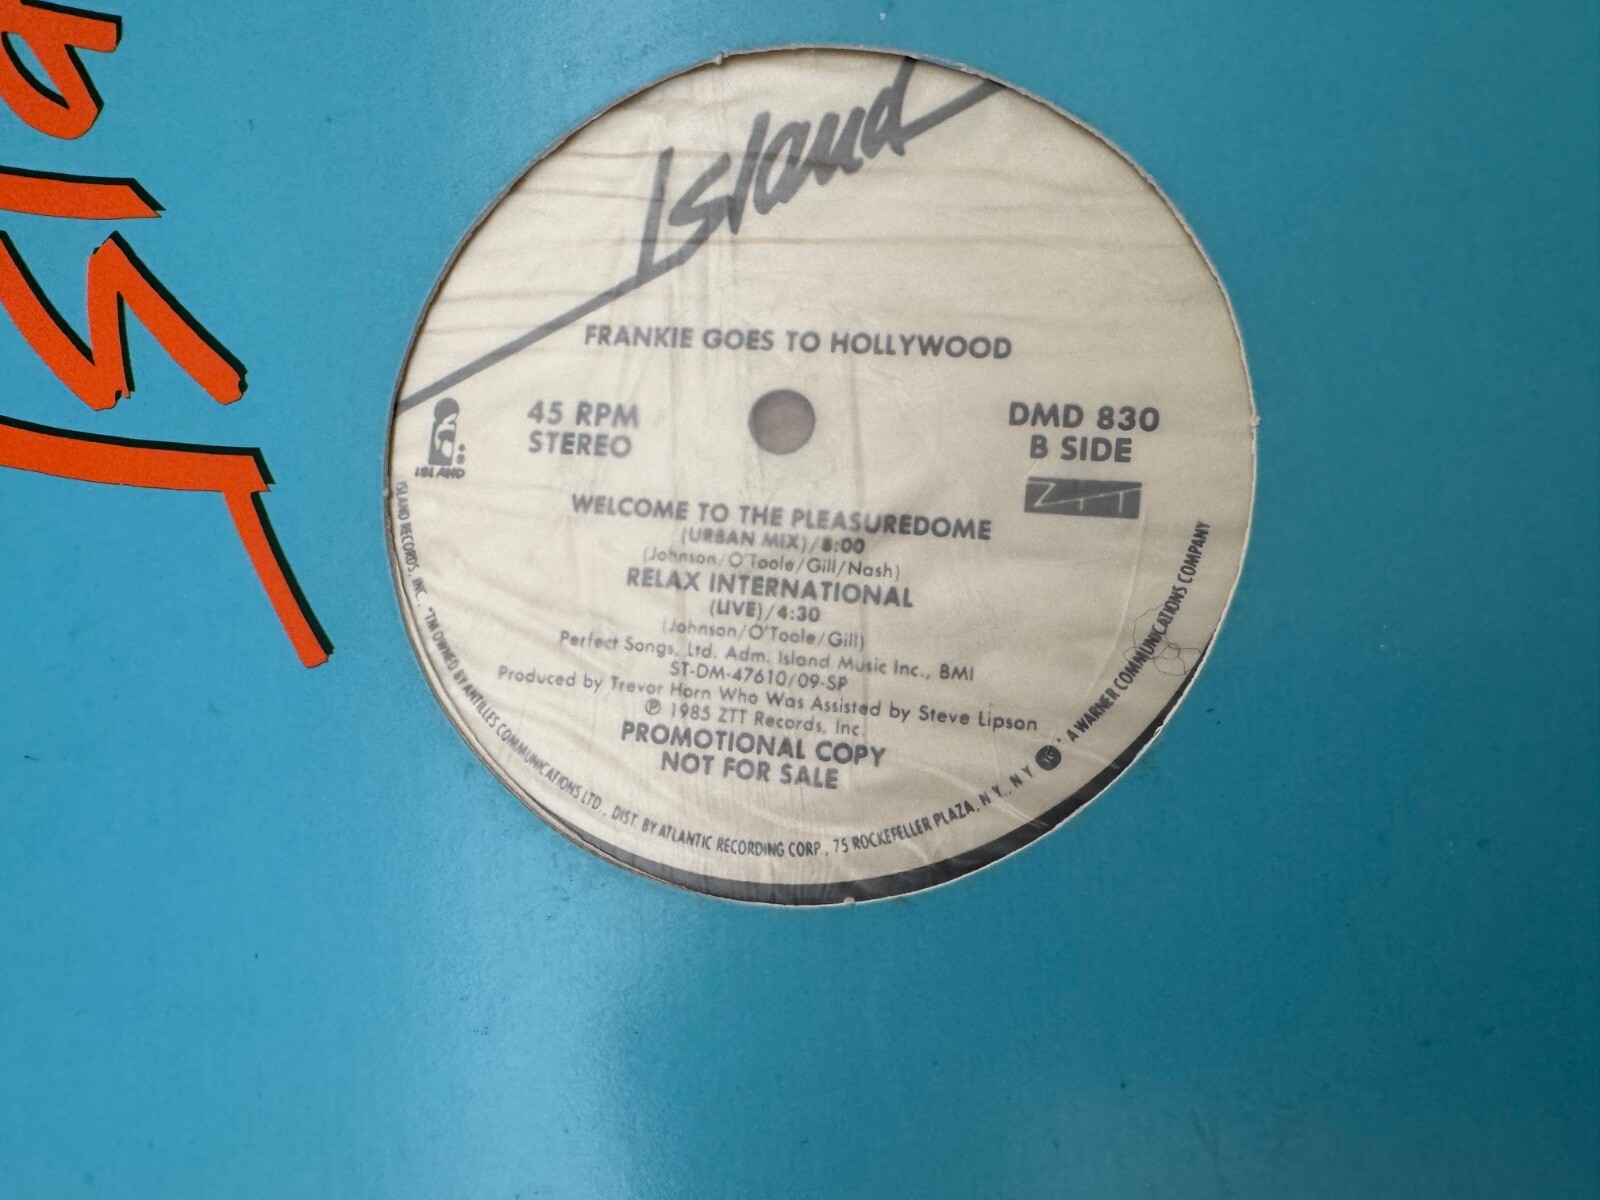 Island
FRANKIE GOES TO HOLLYWOOD
45 RPM
STEREO
DMD 830
B SIDE
ISLAND
ZTT
WELCOME TO THE PLEASUREDOME
(URBAN MIX)/8:00
(Johnson/O'Toole/Gill/Nash)
RELAX INTERNATIONAL
(LIVE)/4:30
(Johnson/O'Toole/Gill)
Perfect Songs, Ltd. Adm. Island Music Inc., BMI
ST-DM-47610/09-SP
Produced by Trevor Horn Who Was Assisted by Steve Lipson
℗ 1985 ZTT Records, Inc.
PROMOTIONAL COPY
NOT FOR SALE
ISLAND RECORDS, INC. *TM OWNED BY ANTILLES COMMUNICATIONS LTD. DIST. BY ATLANTIC RECORDING CORP., 75 ROCKEFELLER PLAZA, N.Y., N.Y. • A WARNER COMMUNICATIONS COMPANY